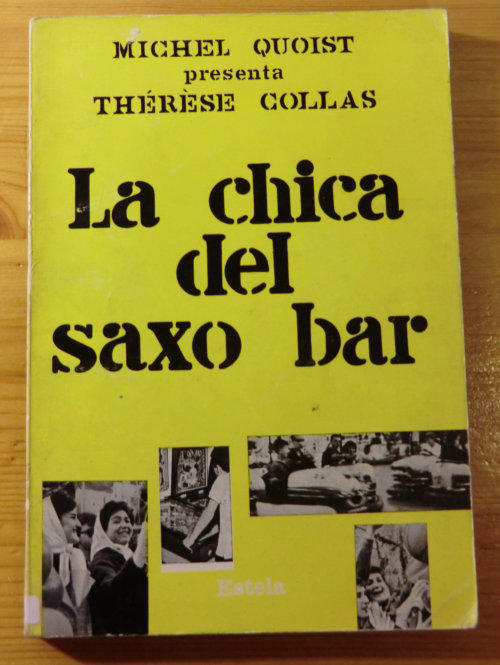 MICHEL QUOIST
presenta
THÉRÈSE COLLAS
La chica
del
saxo bar
Estela